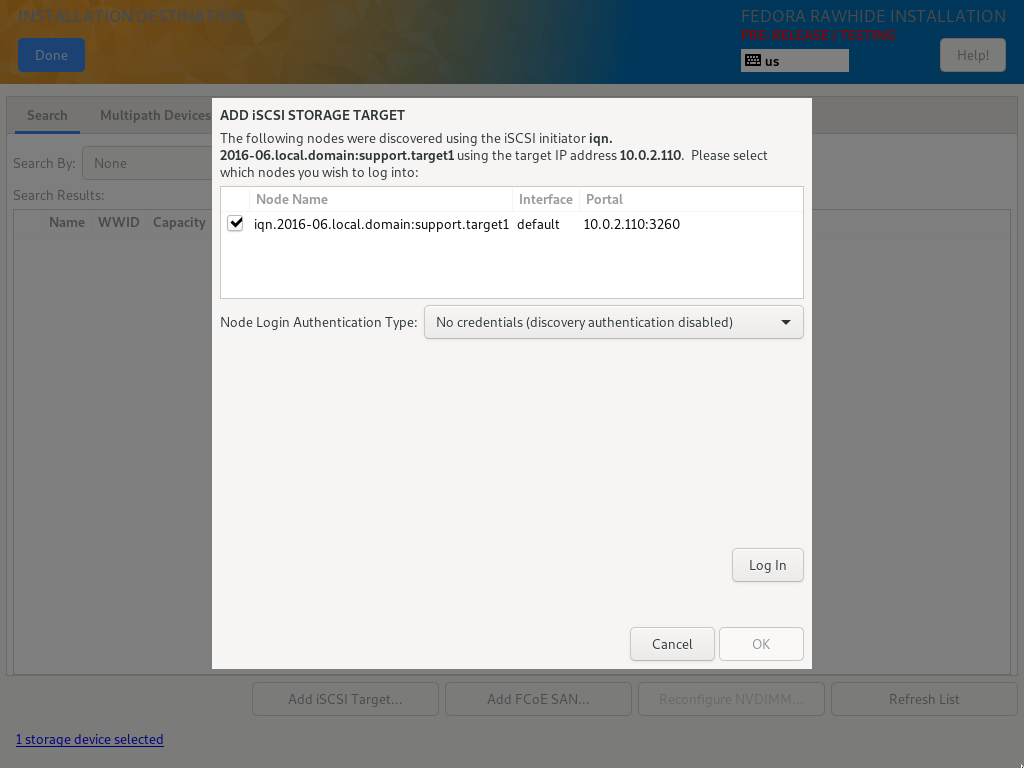 INSTALLATION DESTINATION
FEDORA RAWHIDE INSTALLATION
PRE-RELEASE / TESTING
Done
us
Help!
Search
Multipath Devices
Search By:
None
Search Results:
Name WWID Capacity
ADD iSCSI STORAGE TARGET
The following nodes were discovered using the iSCSI initiator iqn.
2016-06.local.domain:support.target1 using the target IP address 10.0.2.110. Please select
which nodes you wish to log into:
Node Name Interface Portal
iqn.2016-06.local.domain:support.target1 default 10.0.2.110:3260
Node Login Authentication Type: No credentials (discovery authentication disabled)
Log In
Cancel OK
Add iSCSI Target... Add FCoE SAN... Reconfigure NVDIMM... Refresh List
1 storage device selected